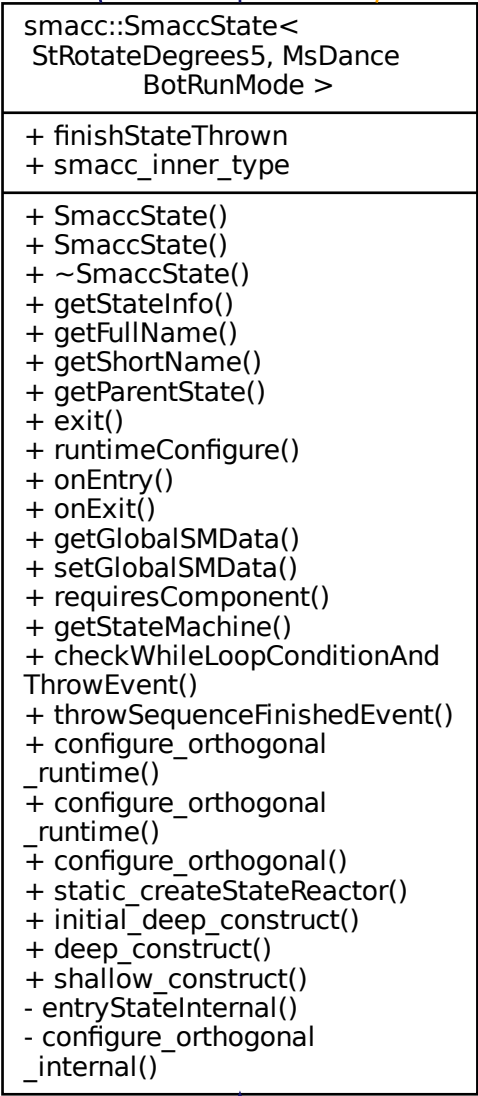 smacc::SmaccState<
StRotateDegrees5, MsDance
BotRunMode >
+ finishStateThrown
+ smacc_inner_type
+ SmaccState()
+ SmaccState()
+ ~SmaccState()
+ getStateInfo()
+ getFullName()
+ getShortName()
+ getParentState()
+ exit()
+ runtimeConfigure()
+ onEntry()
+ onExit()
+ getGlobalSMData()
+ setGlobalSMData()
+ requiresComponent()
+ getStateMachine()
+ checkWhileLoopConditionAnd
ThrowEvent()
+ throwSequenceFinishedEvent()
+ configure_orthogonal
_runtime()
+ configure_orthogonal
_runtime()
+ configure_orthogonal()
+ static_createStateReactor()
+ initial_deep_construct()
+ deep_construct()
+ shallow_construct()
- entryStateInternal()
- configure_orthogonal
_internal()